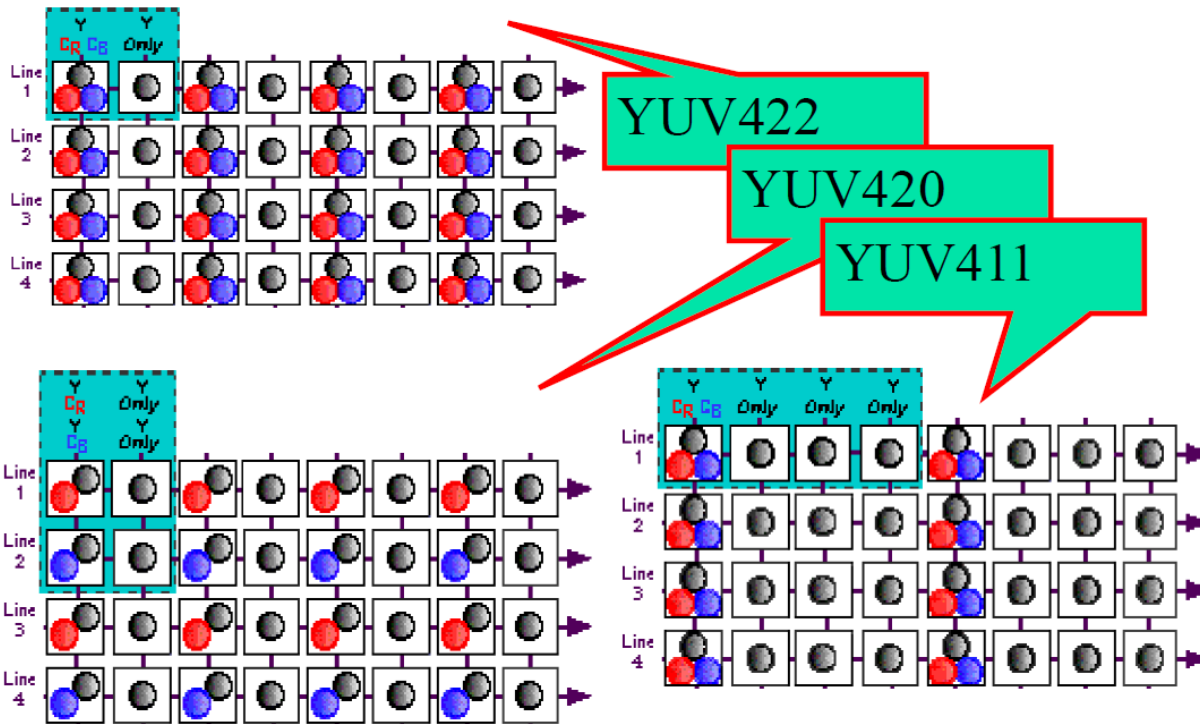 Y Y
CR CB Only
Line 1
Line 2
Line 3
Line 4
YUV422
YUV420
YUV411
Y Y
CR Only
Y Y
CB Only
Line 1
Line 2
Line 3
Line 4
Y Y Y Y
CR CB Only Only Only
Line 1
Line 2
Line 3
Line 4